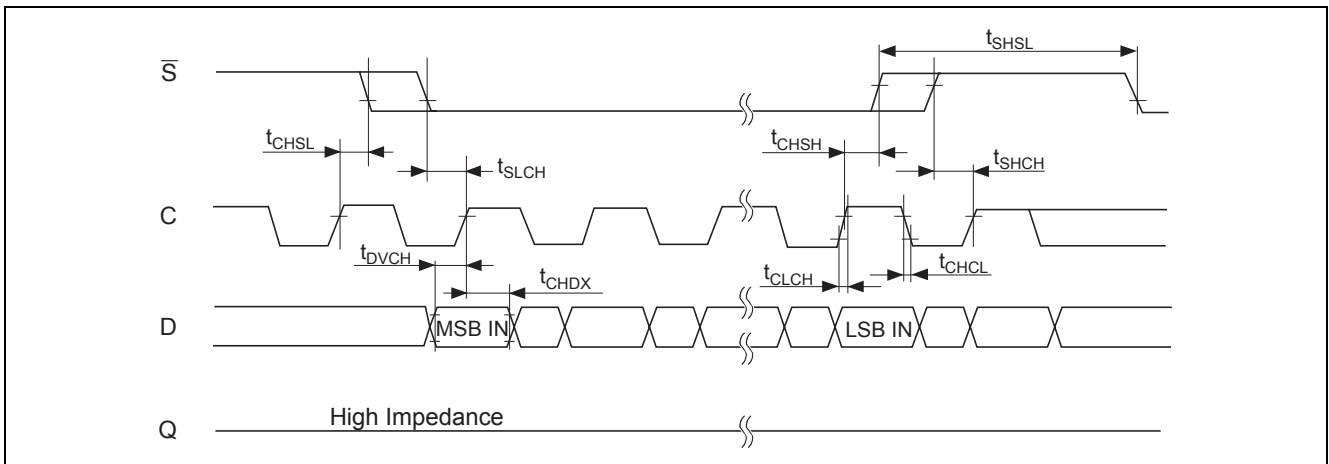 S̅
tSHSL
tCHSL
tSLCH
tCHSH
tSHCH
C
tDVCH
tCHDX
tCLCH
tCHCL
D
MSB IN
LSB IN
Q
High Impedance